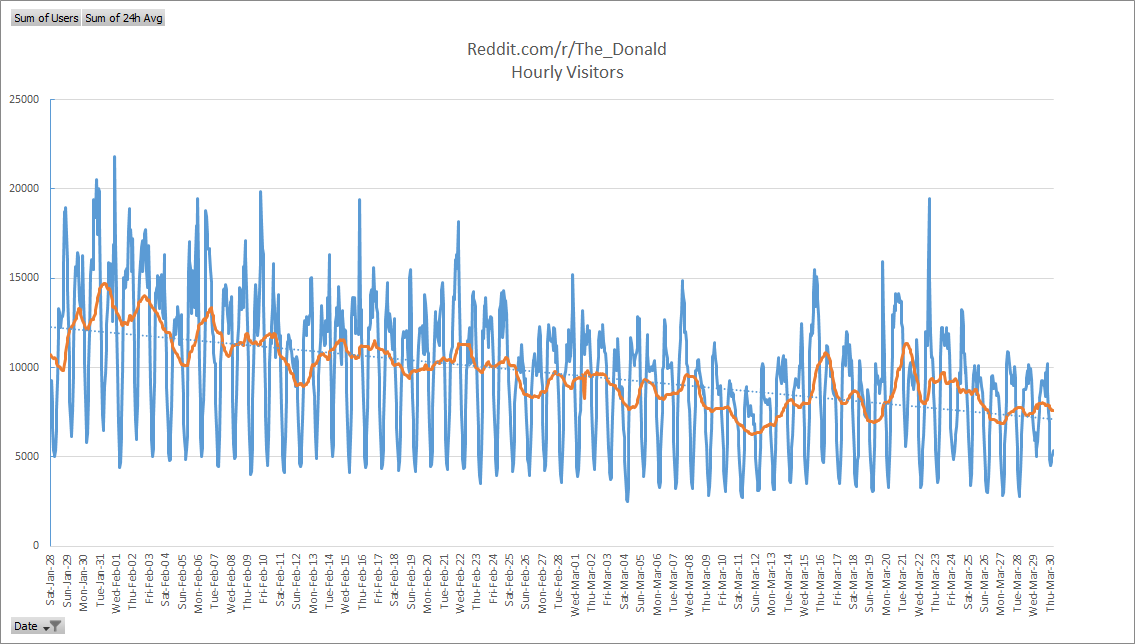 Sum of Users Sum of 24h Avg
Reddit.com/r/The_Donald
Hourly Visitors
25000
20000
15000
10000
5000
0
Sat-Jan-28
Sun-Jan-29
Mon-Jan-30
Tue-Jan-31
Wed-Feb-01
Thu-Feb-02
Fri-Feb-03
Sat-Feb-04
Sun-Feb-05
Mon-Feb-06
Tue-Feb-07
Wed-Feb-08
Thu-Feb-09
Fri-Feb-10
Sat-Feb-11
Sun-Feb-12
Mon-Feb-13
Tue-Feb-14
Wed-Feb-15
Thu-Feb-16
Fri-Feb-17
Sat-Feb-18
Sun-Feb-19
Mon-Feb-20
Tue-Feb-21
Wed-Feb-22
Thu-Feb-23
Fri-Feb-24
Sat-Feb-25
Sun-Feb-26
Mon-Feb-27
Tue-Feb-28
Wed-Mar-01
Thu-Mar-02
Fri-Mar-03
Sat-Mar-04
Sun-Mar-05
Mon-Mar-06
Tue-Mar-07
Wed-Mar-08
Thu-Mar-09
Fri-Mar-10
Sat-Mar-11
Sun-Mar-12
Mon-Mar-13
Tue-Mar-14
Wed-Mar-15
Thu-Mar-16
Fri-Mar-17
Sat-Mar-18
Sun-Mar-19
Mon-Mar-20
Tue-Mar-21
Wed-Mar-22
Thu-Mar-23
Fri-Mar-24
Sat-Mar-25
Sun-Mar-26
Mon-Mar-27
Tue-Mar-28
Wed-Mar-29
Thu-Mar-30
Date